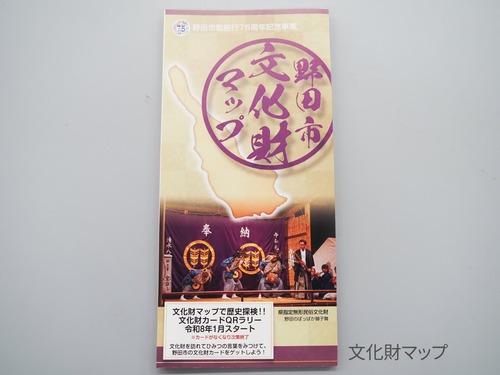 野田市制施行75周年記念事業
野田市
文化財
マップ
奉納
県指定無形民俗文化財
野田のばっぱか獅子舞
文化財マップで歴史探検!!
文化財カードQRラリー
令和8年1月スタート
※カードがなくなり次第終了
文化財を訪れてひみつの言葉をみつけて、
野田市の文化財カードをゲットしよう!
文化財マップ